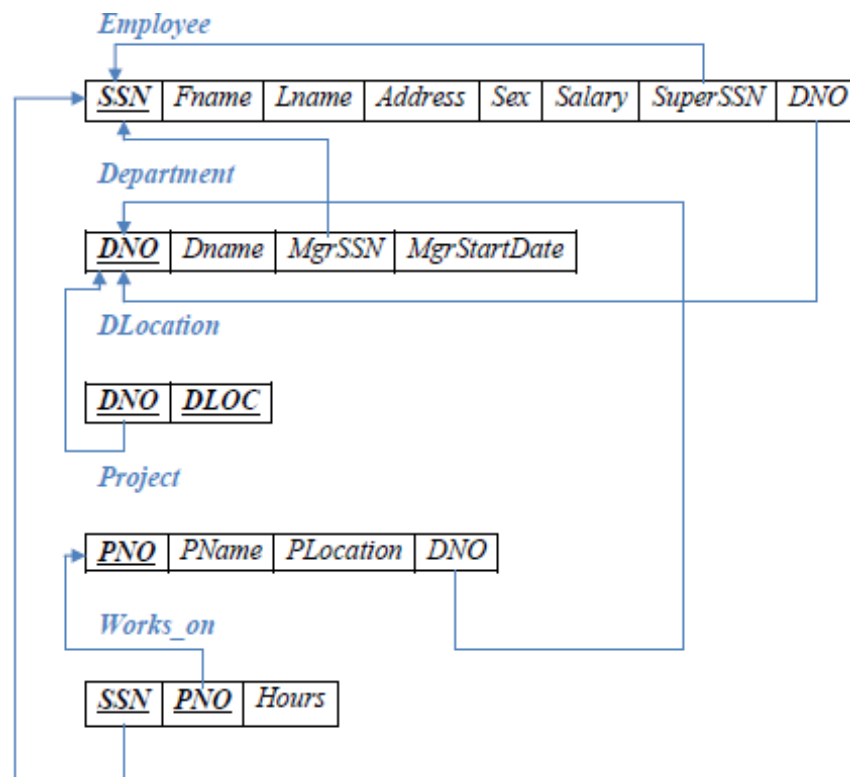 Employee
SSN Fname Lname Address Sex Salary SuperSSN DNO
Department
DNO Dname MgrSSN MgrStartDate
DLocation
DNO DLOC
Project
PNO PName PLocation DNO
Works_on
SSN PNO Hours